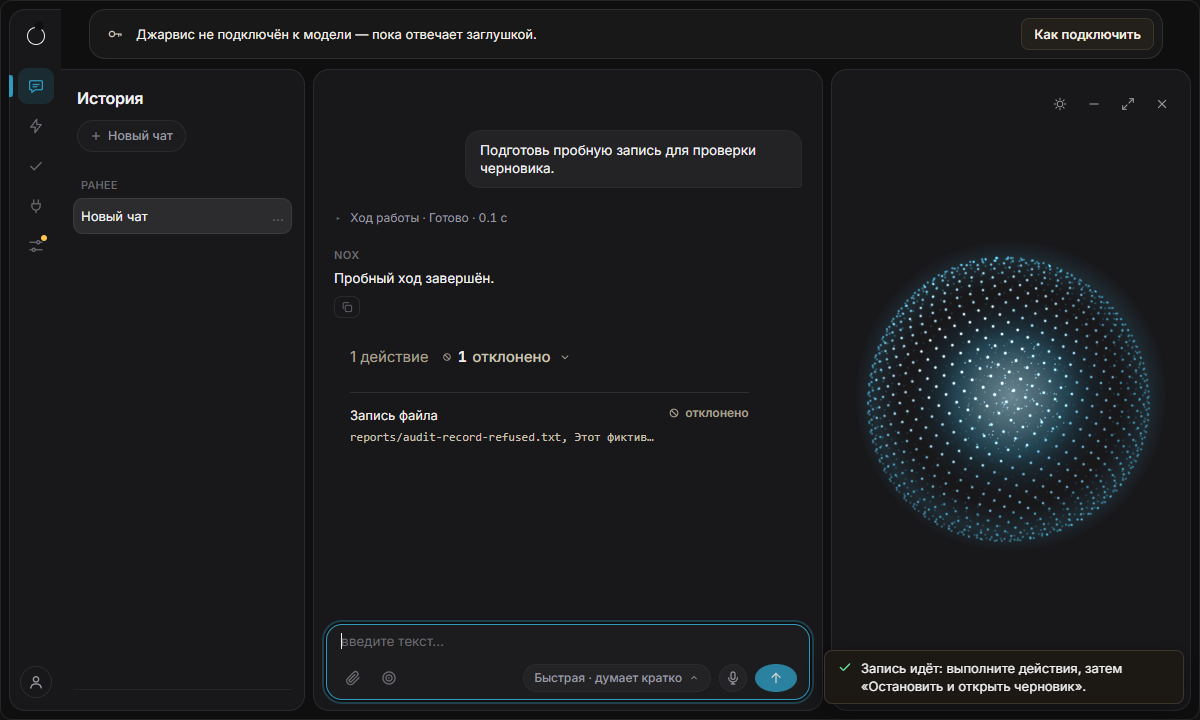 Джарвис не подключён к модели — пока отвечает заглушкой.
Как подключить
История
+ Новый чат
РАНЕЕ
Новый чат
...
Подготовь пробную запись для проверки
черновика.
Ход работы · Готово · 0.1 с
NOX
Пробный ход завершён.
1 действие 1 отклонено
Запись файла
отклонено
reports/audit-record-refused.txt, Этот фиктив…
введите текст...
Быстрая · думает кратко
Запись идёт: выполните действия, затем
«Остановить и открыть черновик».